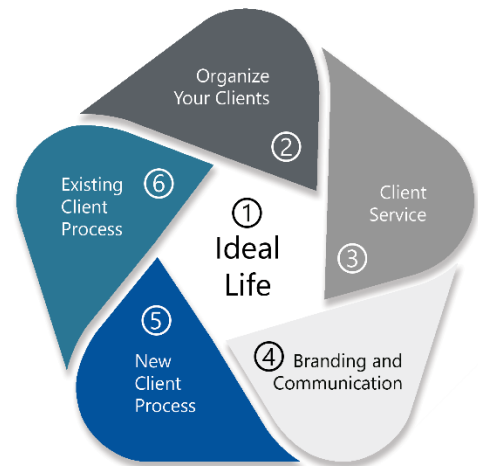 ①
Ideal
Life
Organize
Your Clients
②
Client
Service
③
④ Branding and
Communication
⑤
New
Client
Process
Existing
Client
Process
⑥